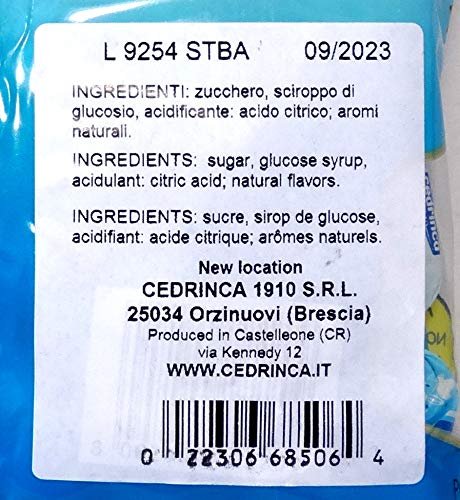 L 9254 STBA 09/2023
INGREDIENTI: zucchero, sciroppo di
glucosio, acidificante: acido citrico; aromi
naturali.
INGREDIENTS: sugar, glucose syrup,
acidulant: citric acid; natural flavors.
INGREDIENTS: sucre, sirop de glucose,
acidifiant: acide citrique; arômes naturels.
New location
CEDRINCA 1910 S.R.L.
25034 Orzinuovi (Brescia)
Produced in Castelleone (CR)
via Kennedy 12
WWW.CEDRINCA.IT
0 22306 68506 4
cedrinca